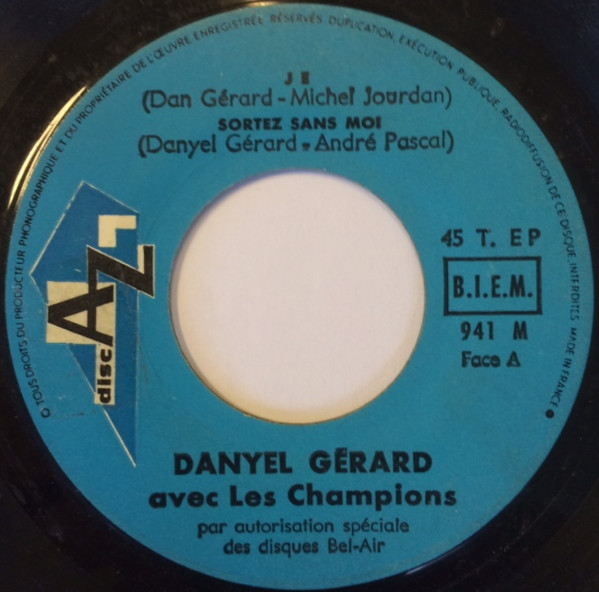 © TOUS DROITS DU PRODUCTEUR PHONOGRAPHIQUE ET DU PROPRIÉTAIRE DE L'ŒUVRE ENREGISTRÉE RÉSERVÉS DUPLICATION, EXÉCUTION PUBLIQUE, RADIODIFFUSION DE CE DISQUE, INTERDITES. MADE IN FRANCE
JE
(Dan Gérard - Michel Jourdan)
SORTEZ SANS MOI
(Danyel Gérard - André Pascal)
disc AZ
45 T. EP
B.I.E.M.
941 M
Face A
DANYEL GÉRARD
avec Les Champions
par autorisation spéciale
des disques Bel-Air